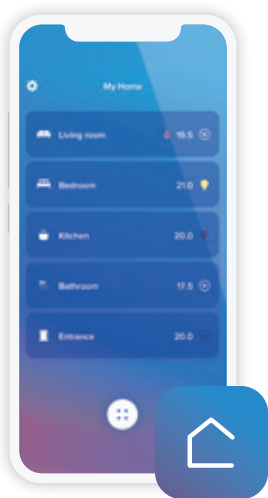 My Home
Living room 19.5
Bedroom 21.0
Kitchen 20.0
Bathroom 17.5
Entrance 20.0